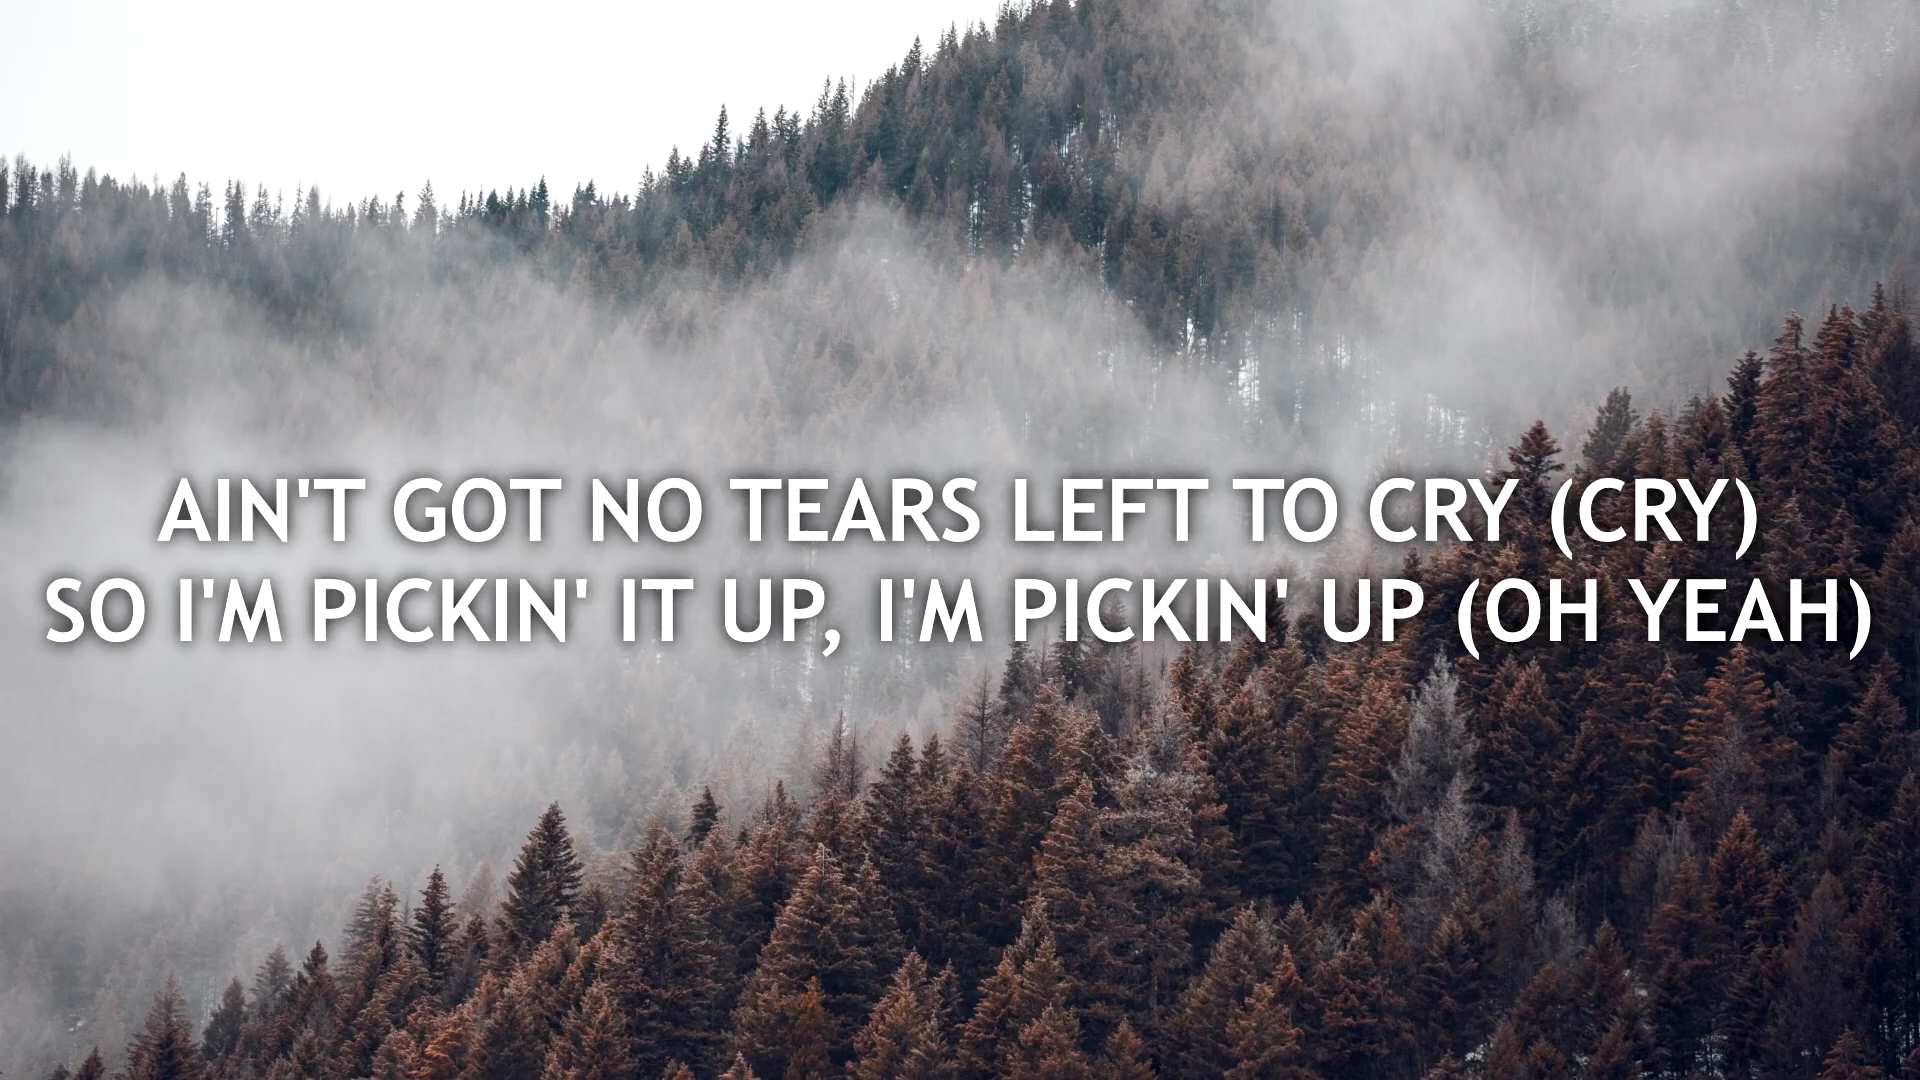 AIN'T GOT NO TEARS LEFT TO CRY (CRY)
SO I'M PICKIN' IT UP, I'M PICKIN' UP (OH YEAH)